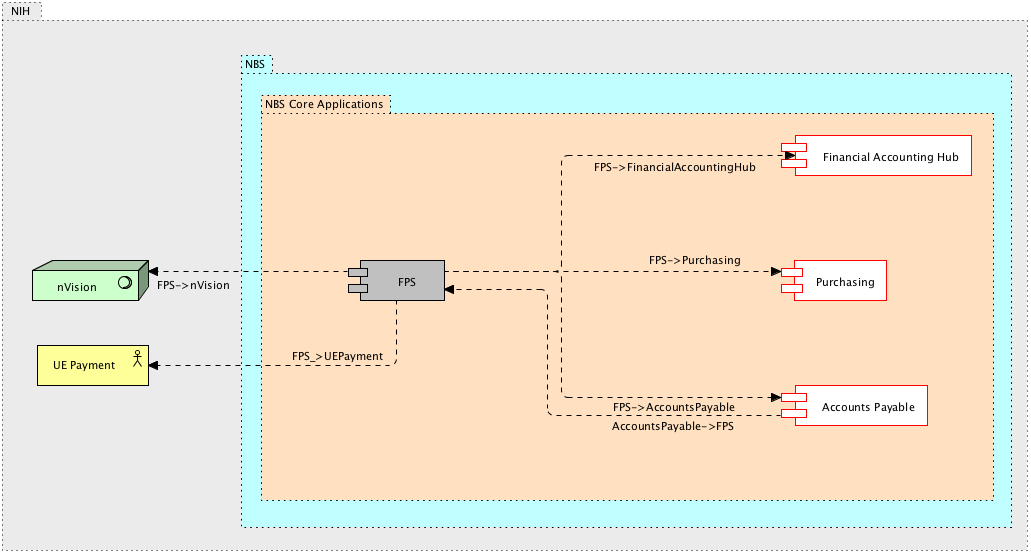 NIH
NBS
NBS Core Applications
Financial Accounting Hub
FPS->FinancialAccountingHub
FPS->Purchasing
nVision
FPS->nVision
FPS
Purchasing
FPS_>UEPayment
UE Payment
FPS->AccountsPayable
Accounts Payable
AccountsPayable->FPS